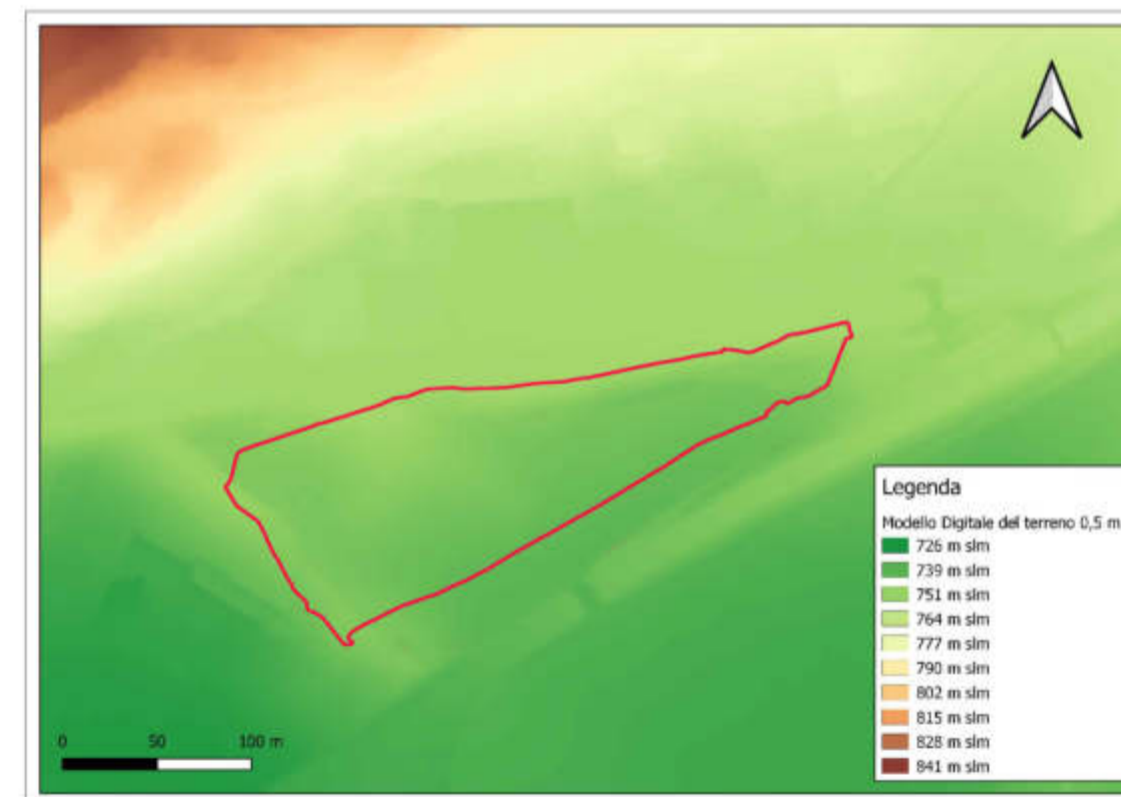 Legenda
Modello Digitale del terreno 0,5 m
726 m slm
739 m slm
751 m slm
764 m slm
777 m slm
790 m slm
802 m slm
815 m slm
828 m slm
841 m slm
0 50 100 m